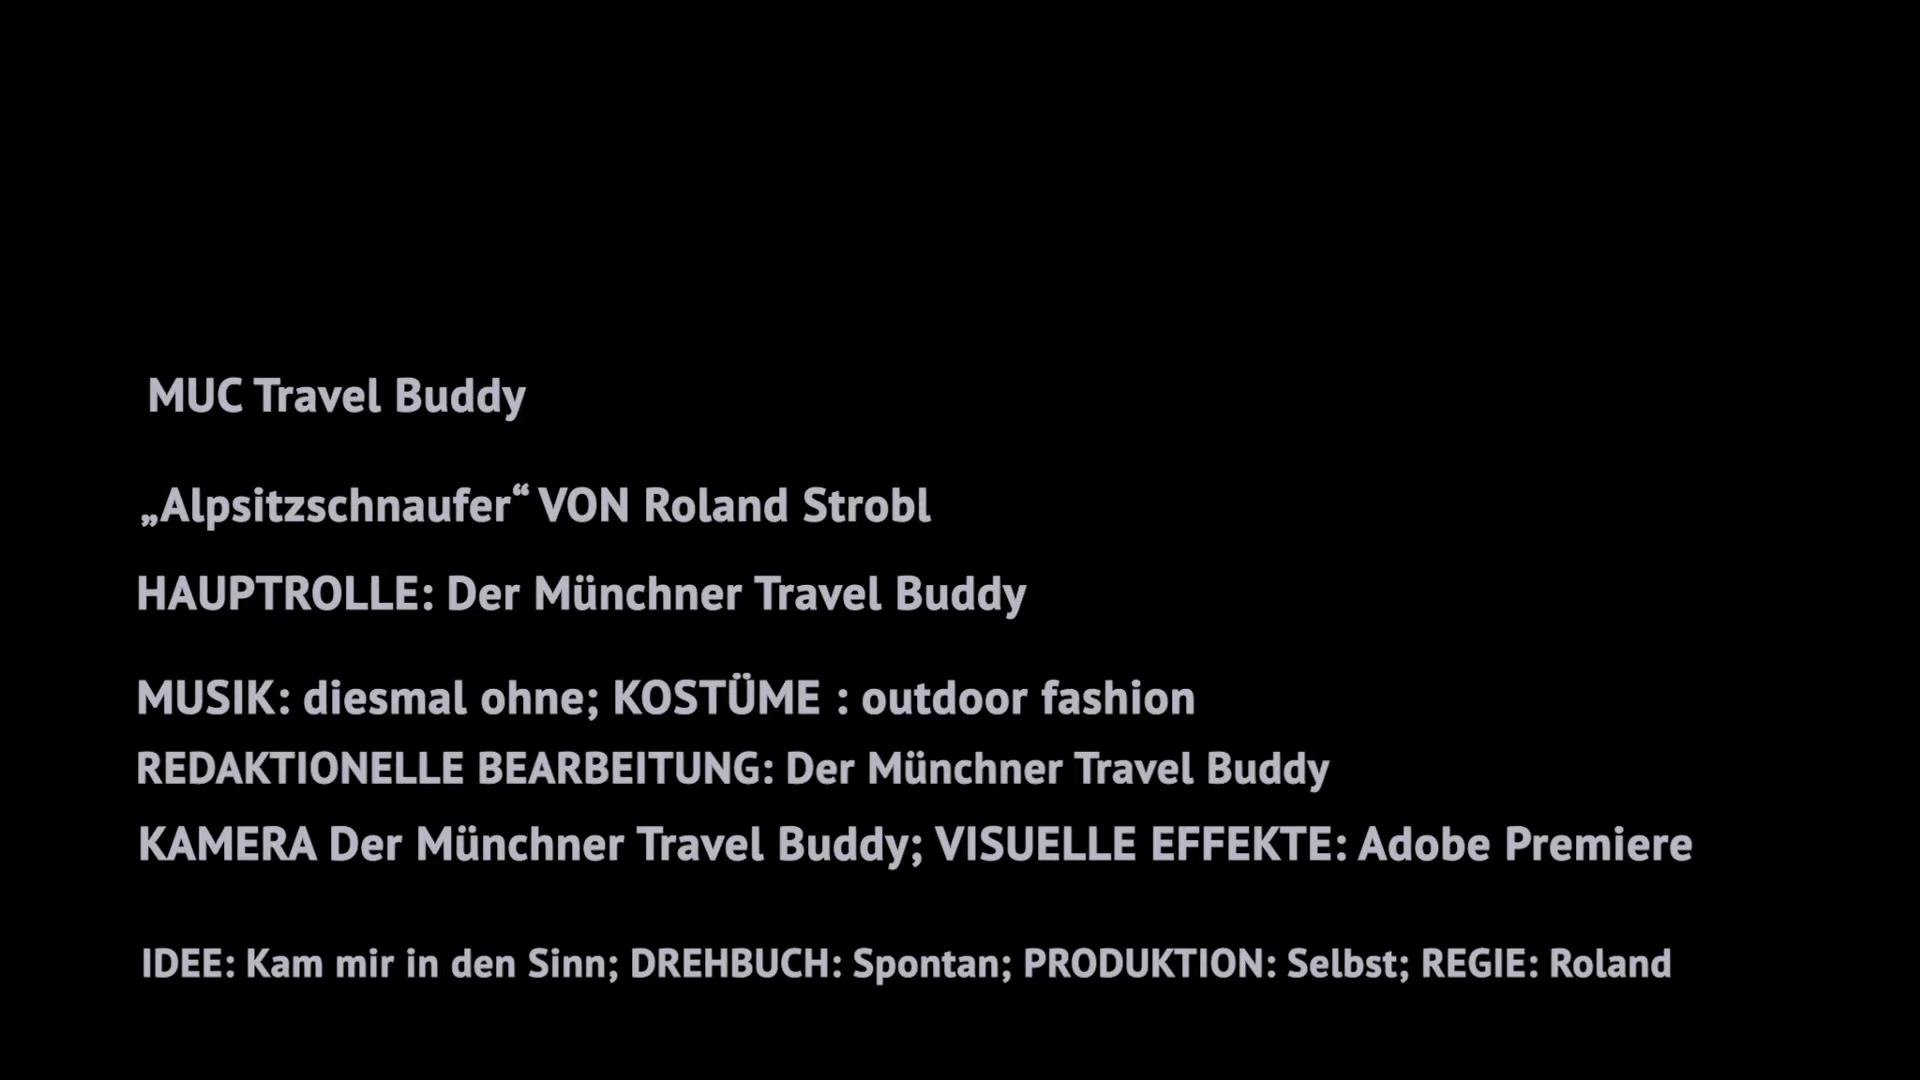 MUC Travel Buddy
„Alpsitzschnaufer“ VON Roland Strobl
HAUPTROLLE: Der Münchner Travel Buddy
MUSIK: diesmal ohne; KOSTÜME : outdoor fashion
REDAKTIONELLE BEARBEITUNG: Der Münchner Travel Buddy
KAMERA Der Münchner Travel Buddy; VISUELLE EFFEKTE: Adobe Premiere
IDEE: Kam mir in den Sinn; DREHBUCH: Spontan; PRODUKTION: Selbst; REGIE: Roland